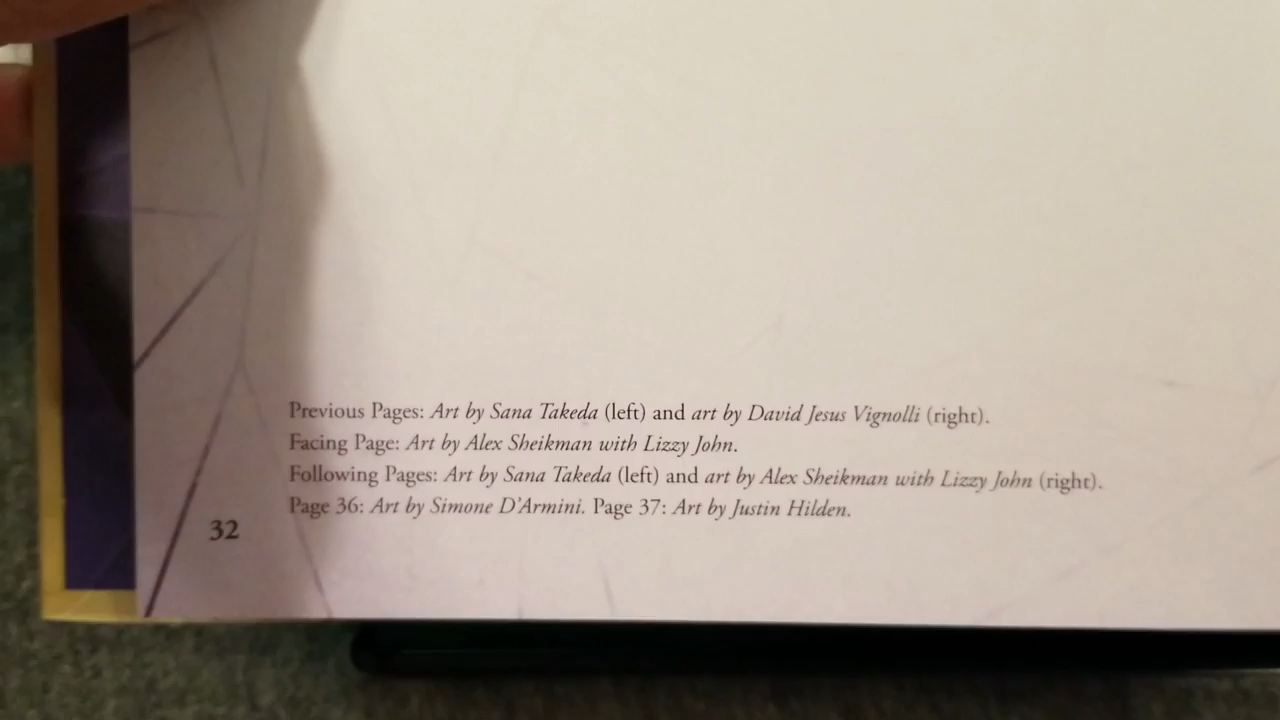 Previous Pages: Art by Sana Takeda (left) and art by David Jesus Vignolli (right).
Facing Page: Art by Alex Sheikman with Lizzy John.
Following Pages: Art by Sana Takeda (left) and art by Alex Sheikman with Lizzy John (right).
Page 36: Art by Simone D'Armini. Page 37: Art by Justin Hilden.
32